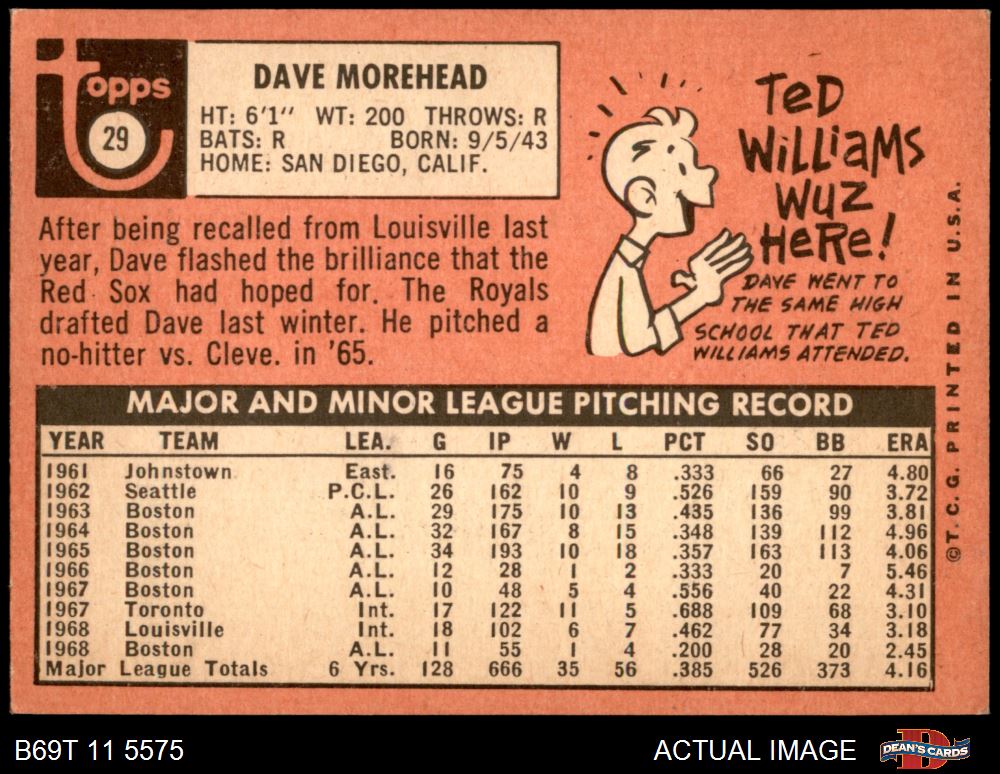 Topps
29
DAVE MOREHEAD
HT: 6'1" WT: 200 THROWS: R
BATS: R BORN: 9/5/43
HOME: SAN DIEGO, CALIF.
After being recalled from Louisville last
year, Dave flashed the brilliance that the
Red Sox had hoped for. The Royals
drafted Dave last winter. He pitched a
no-hitter vs. Cleve. in '65.
TeD
WiLLiaMS
WUZ
HeRe!
DAVE WENT TO
THE SAME HIGH
SCHOOL THAT TED
WILLIAMS ATTENDED.
MAJOR AND MINOR LEAGUE PITCHING RECORD
YEAR TEAM LEA. G IP W L PCT SO BB ERA
1961 Johnstown East. 16 75 4 8 .333 66 27 4.80
1962 Seattle P.C.L. 26 162 10 9 .526 159 90 3.72
1963 Boston A.L. 29 175 10 13 .435 136 99 3.81
1964 Boston A.L. 32 167 8 15 .348 139 112 4.96
1965 Boston A.L. 34 193 10 18 .357 163 113 4.06
1966 Boston A.L. 12 28 1 2 .333 20 7 5.46
1967 Boston A.L. 10 48 5 4 .556 40 22 4.31
1967 Toronto Int. 17 122 11 5 .688 109 68 3.10
1968 Louisville Int. 18 102 6 7 .462 77 34 3.18
1968 Boston A.L. 11 55 1 4 .200 28 20 2.45
Major League Totals 6 Yrs. 128 666 35 56 .385 526 373 4.16
©T. C. G. PRINTED IN U.S.A.
B69T 11 5575
ACTUAL IMAGE
DEAN'S CARDS